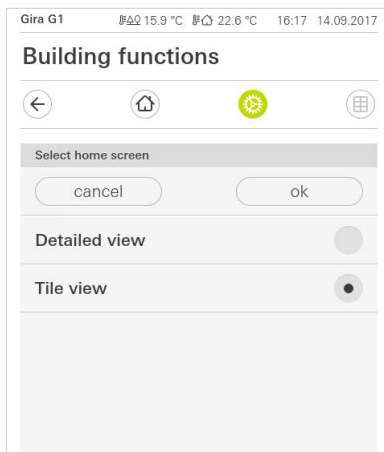 Gira G1 15.9 °C 22.6 °C 16:17 14.09.2017
Building functions
Select home screen
cancel ok
Detailed view
Tile view